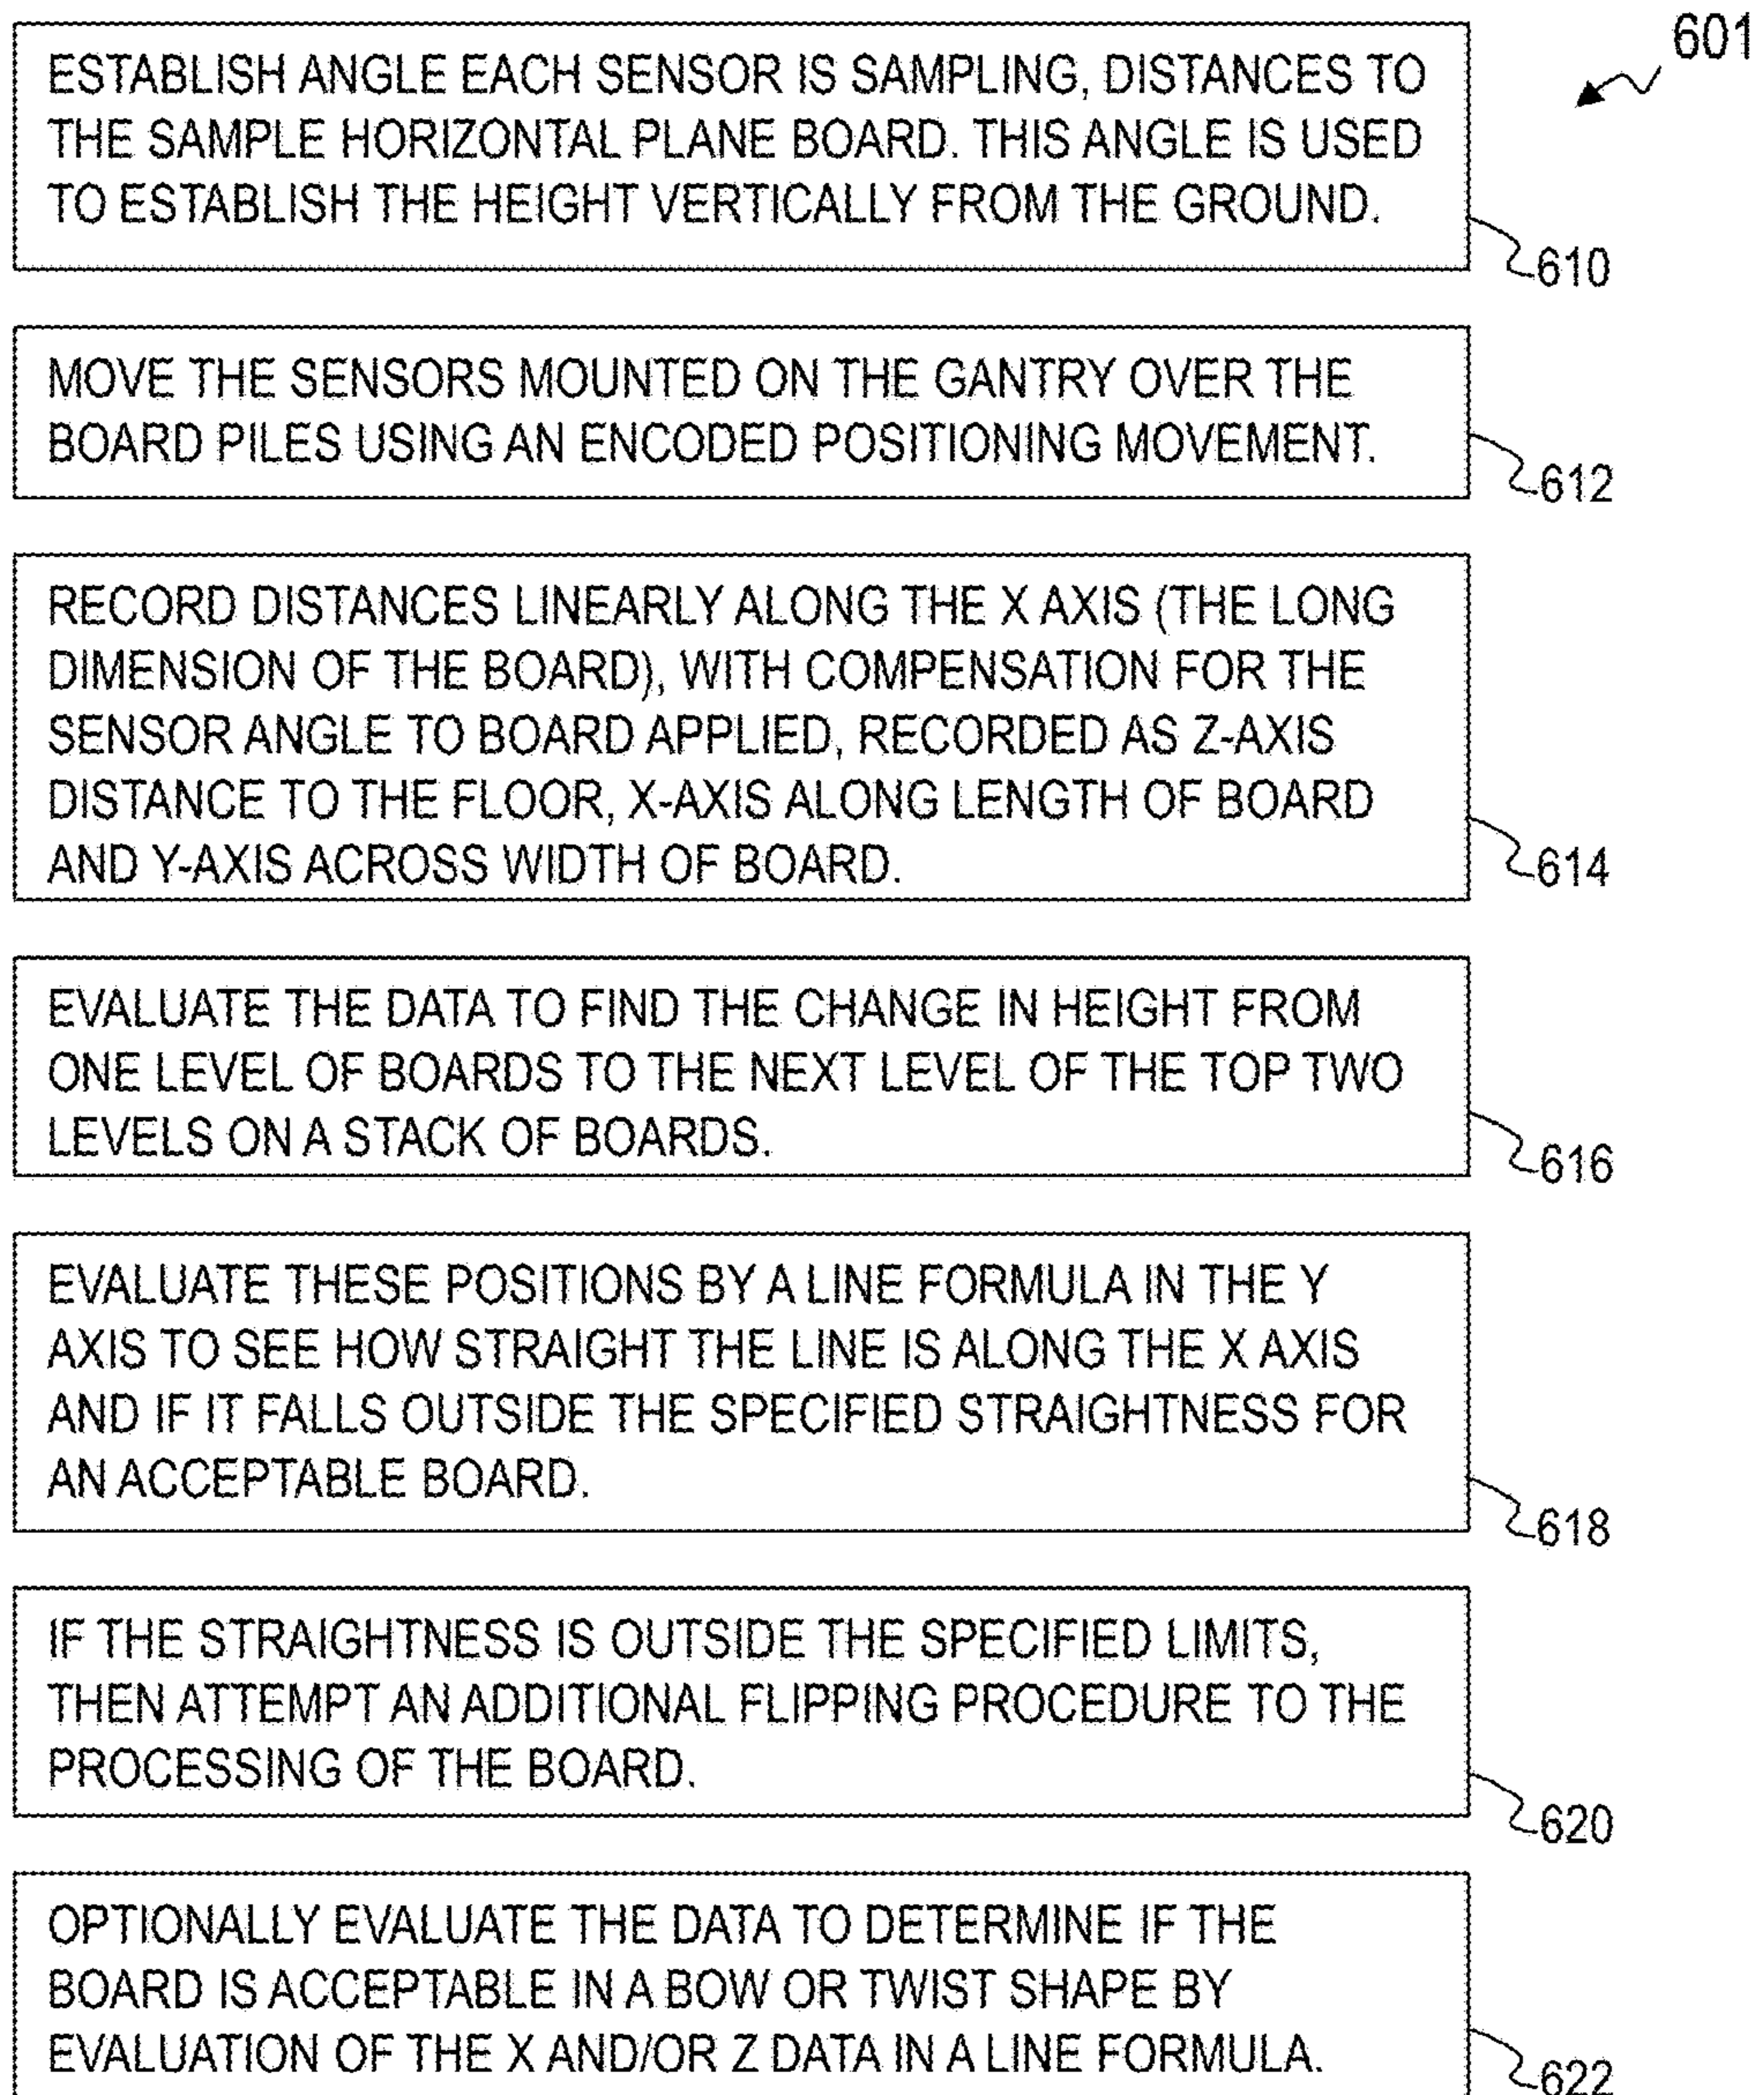 601
ESTABLISH ANGLE EACH SENSOR IS SAMPLING, DISTANCES TO
THE SAMPLE HORIZONTAL PLANE BOARD. THIS ANGLE IS USED
TO ESTABLISH THE HEIGHT VERTICALLY FROM THE GROUND.
610
MOVE THE SENSORS MOUNTED ON THE GANTRY OVER THE
BOARD PILES USING AN ENCODED POSITIONING MOVEMENT.
612
RECORD DISTANCES LINEARLY ALONG THE X AXIS (THE LONG
DIMENSION OF THE BOARD), WITH COMPENSATION FOR THE
SENSOR ANGLE TO BOARD APPLIED, RECORDED AS Z-AXIS
DISTANCE TO THE FLOOR, X-AXIS ALONG LENGTH OF BOARD
AND Y-AXIS ACROSS WIDTH OF BOARD.
614
EVALUATE THE DATA TO FIND THE CHANGE IN HEIGHT FROM
ONE LEVEL OF BOARDS TO THE NEXT LEVEL OF THE TOP TWO
LEVELS ON A STACK OF BOARDS.
616
EVALUATE THESE POSITIONS BY A LINE FORMULA IN THE Y
AXIS TO SEE HOW STRAIGHT THE LINE IS ALONG THE X AXIS
AND IF IT FALLS OUTSIDE THE SPECIFIED STRAIGHTNESS FOR
AN ACCEPTABLE BOARD.
618
IF THE STRAIGHTNESS IS OUTSIDE THE SPECIFIED LIMITS,
THEN ATTEMPT AN ADDITIONAL FLIPPING PROCEDURE TO THE
PROCESSING OF THE BOARD.
620
OPTIONALLY EVALUATE THE DATA TO DETERMINE IF THE
BOARD IS ACCEPTABLE IN A BOW OR TWIST SHAPE BY
EVALUATION OF THE X AND/OR Z DATA IN A LINE FORMULA.
622